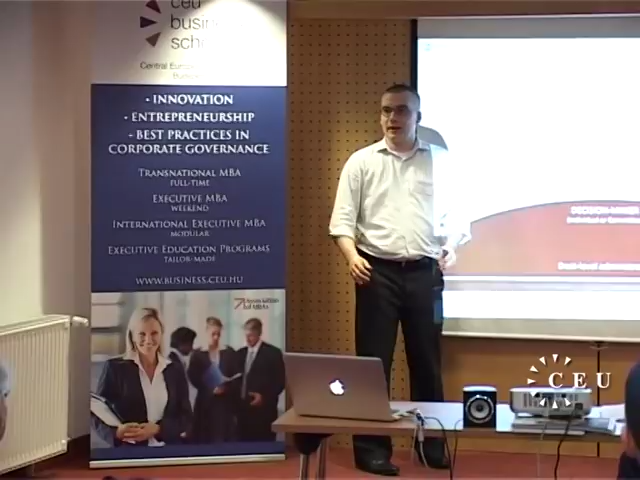 ceu
busin
sch
Central Eu
• INNOVATION
• ENTREPRENEURSHIP
• BEST PRACTICES IN
CORPORATE GOVERNANCE
TRANSNATIONAL MBA
FULL-TIME
EXECUTIVE MBA
WEEKEND
INTERNATIONAL EXECUTIVE MBA
MODULAR
EXECUTIVE EDUCATION PROGRAMS
TAILOR-MADE
WWW.BUSINESS.CEU.HU
CEU